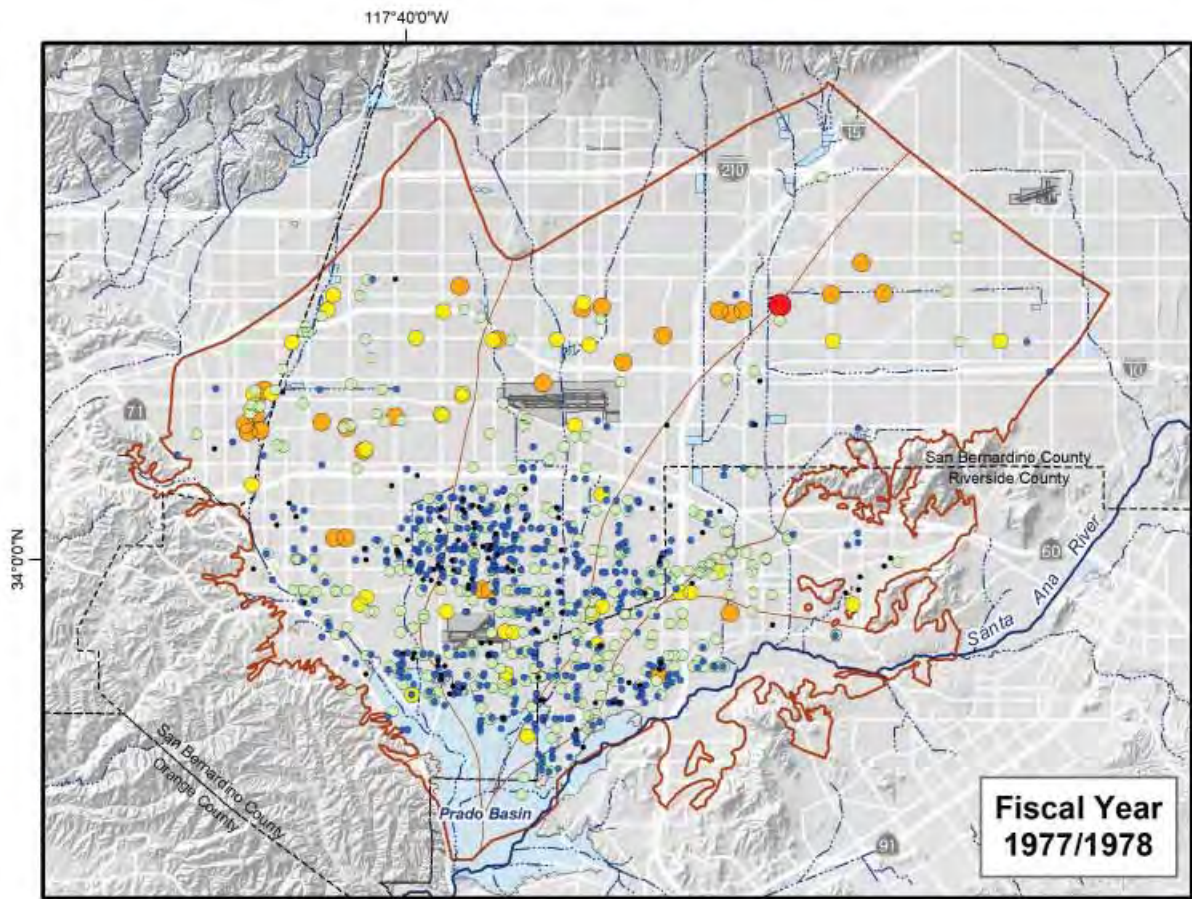 117°40'0"W
15
210
71
10
San Bernardino County
Riverside County
34°0'0"N
60
Santa Ana River
San Bernardino County
Orange County
Prado Basin
Fiscal Year
1977/1978
91